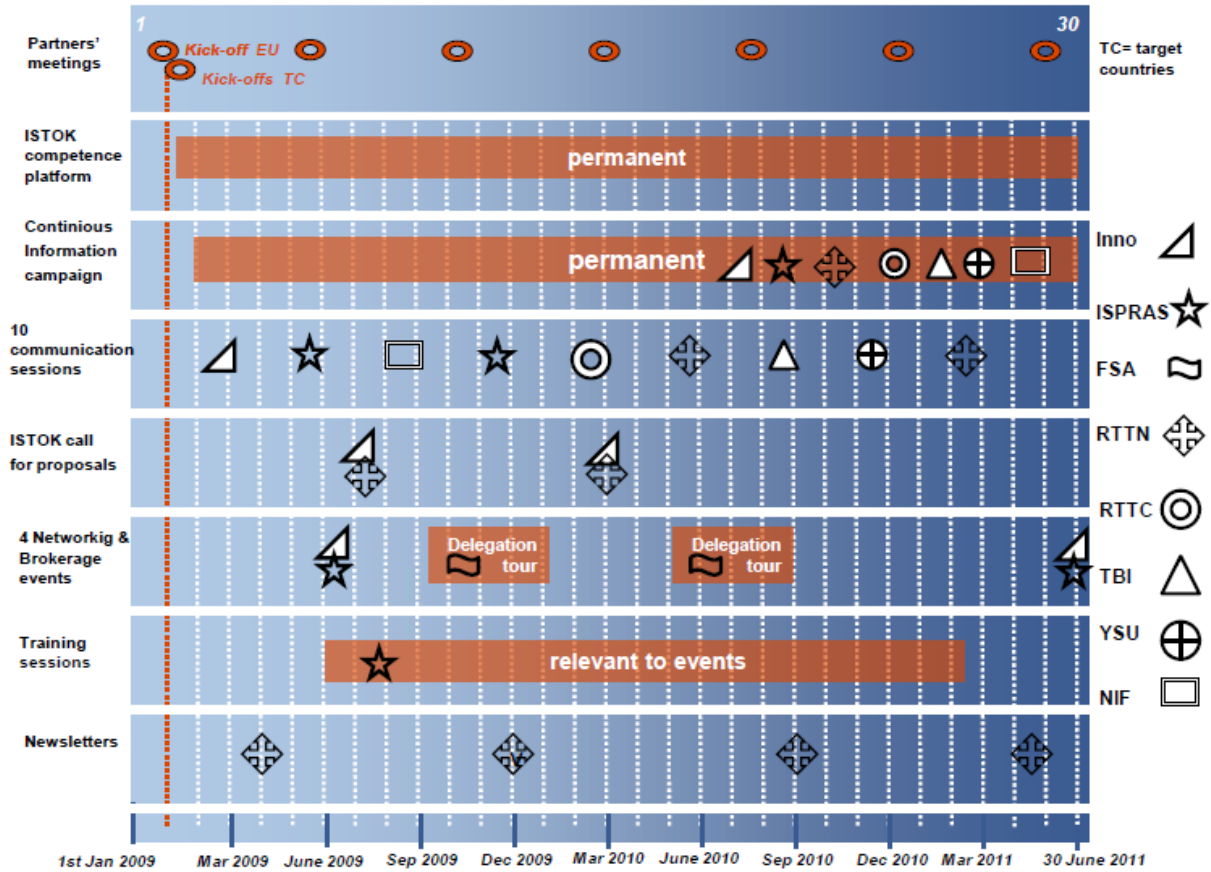 1
30
Partners'
meetings
Kick-off EU
Kick-offs TC
TC= target
countries
ISTOK
competence
platform
permanent
Continious
Information
campaign
permanent
10
communication
sessions
ISTOK call
for proposals
4 Networkig &
Brokerage
events
Delegation
tour
Delegation
tour
Training
sessions
relevant to events
Newsletters
1st Jan 2009
Mar 2009
June 2009
Sep 2009
Dec 2009
Mar 2010
June 2010
Sep 2010
Dec 2010
Mar 2011
30 June 2011
Inno
ISPRAS
FSA
RTTN
RTTC
TBI
YSU
NIF